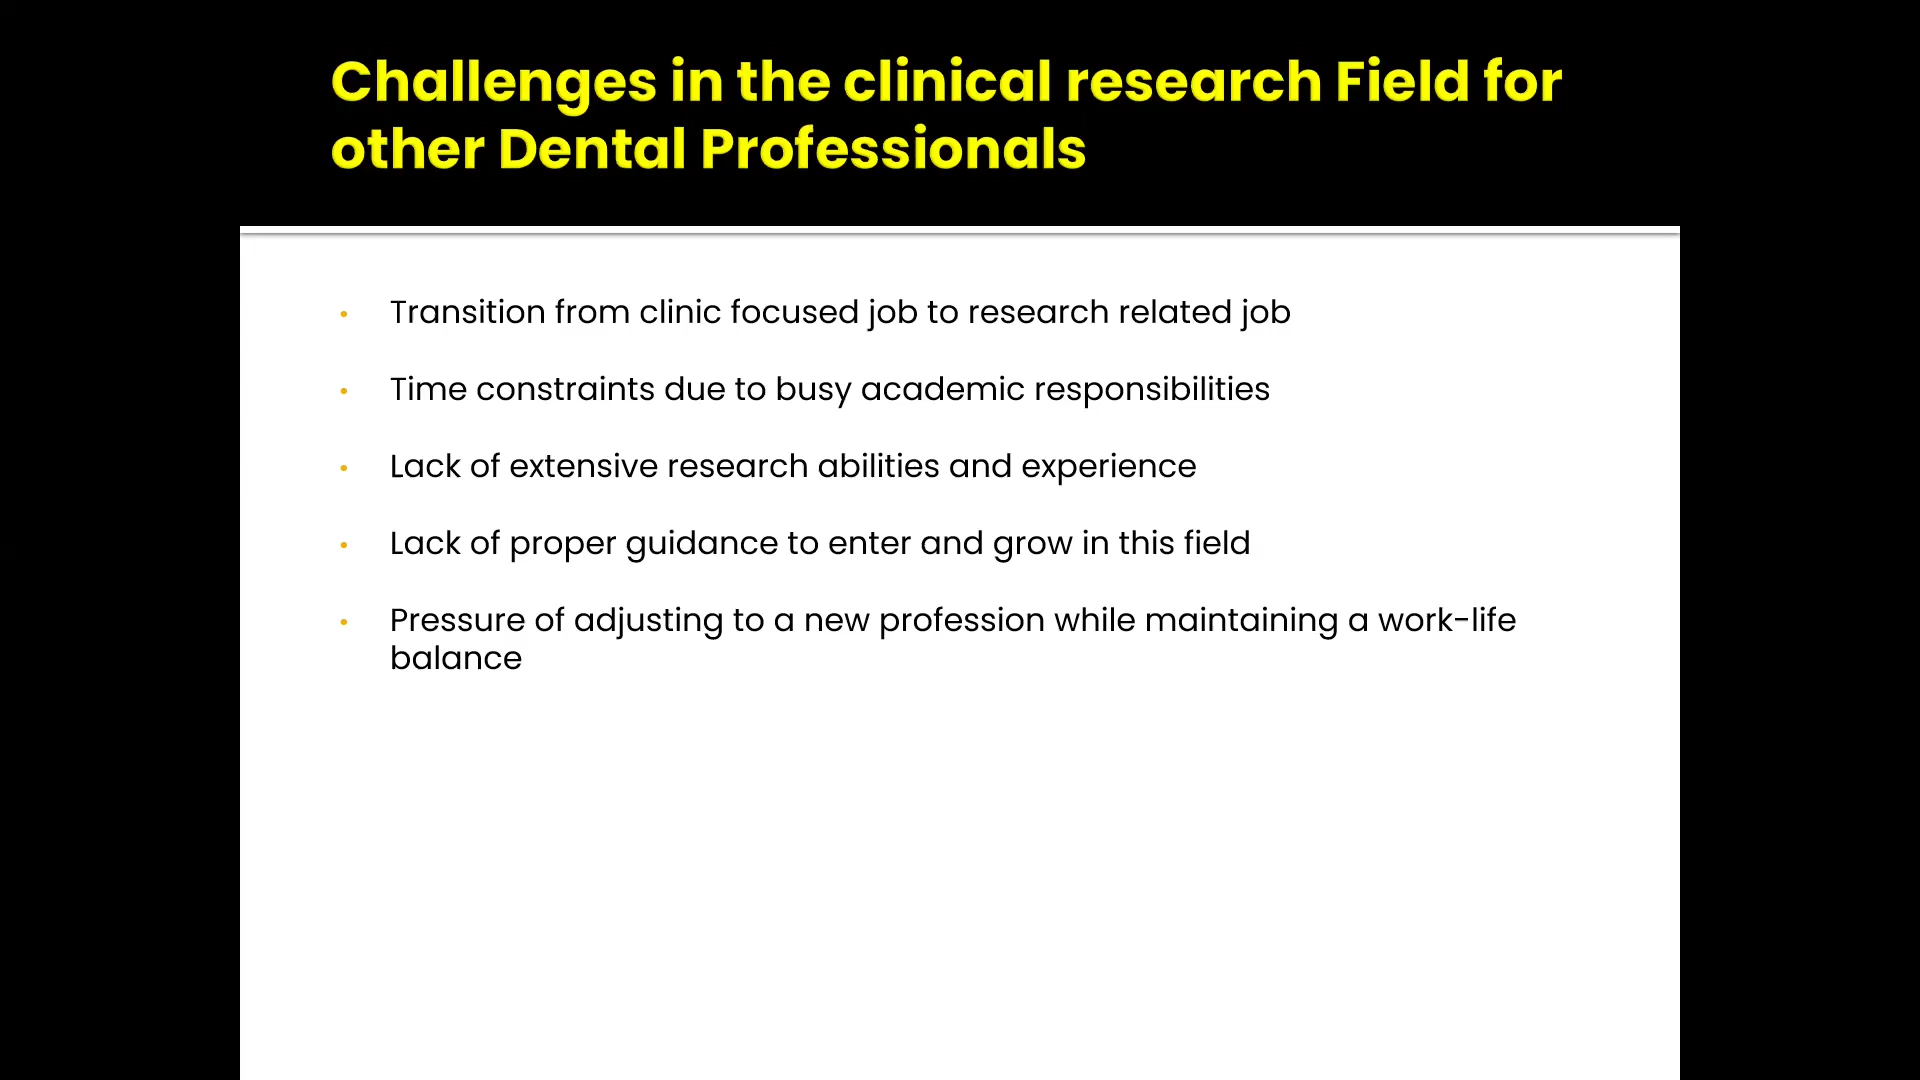 Challenges in the clinical research Field for
other Dental Professionals
• Transition from clinic focused job to research related job
• Time constraints due to busy academic responsibilities
• Lack of extensive research abilities and experience
• Lack of proper guidance to enter and grow in this field
• Pressure of adjusting to a new profession while maintaining a work-life
balance